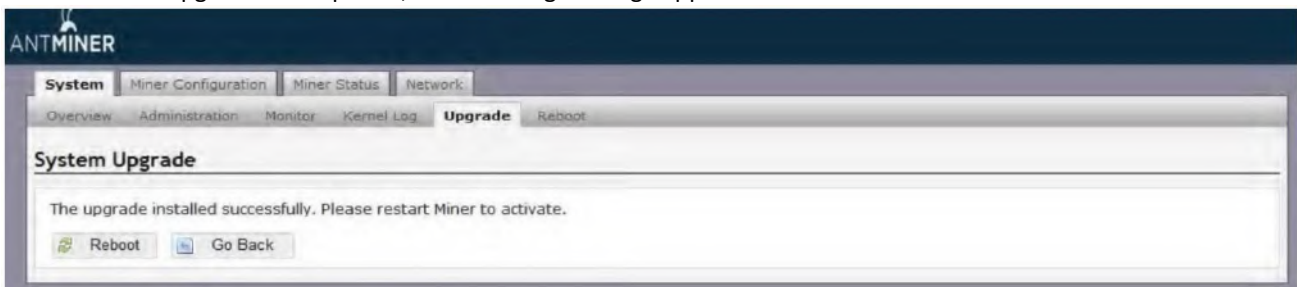 ANTMINER
System Miner Configuration Miner Status Network
Overview Administration Monitor Kernel Log Upgrade Reboot
System Upgrade
The upgrade installed successfully. Please restart Miner to activate.
Reboot Go Back